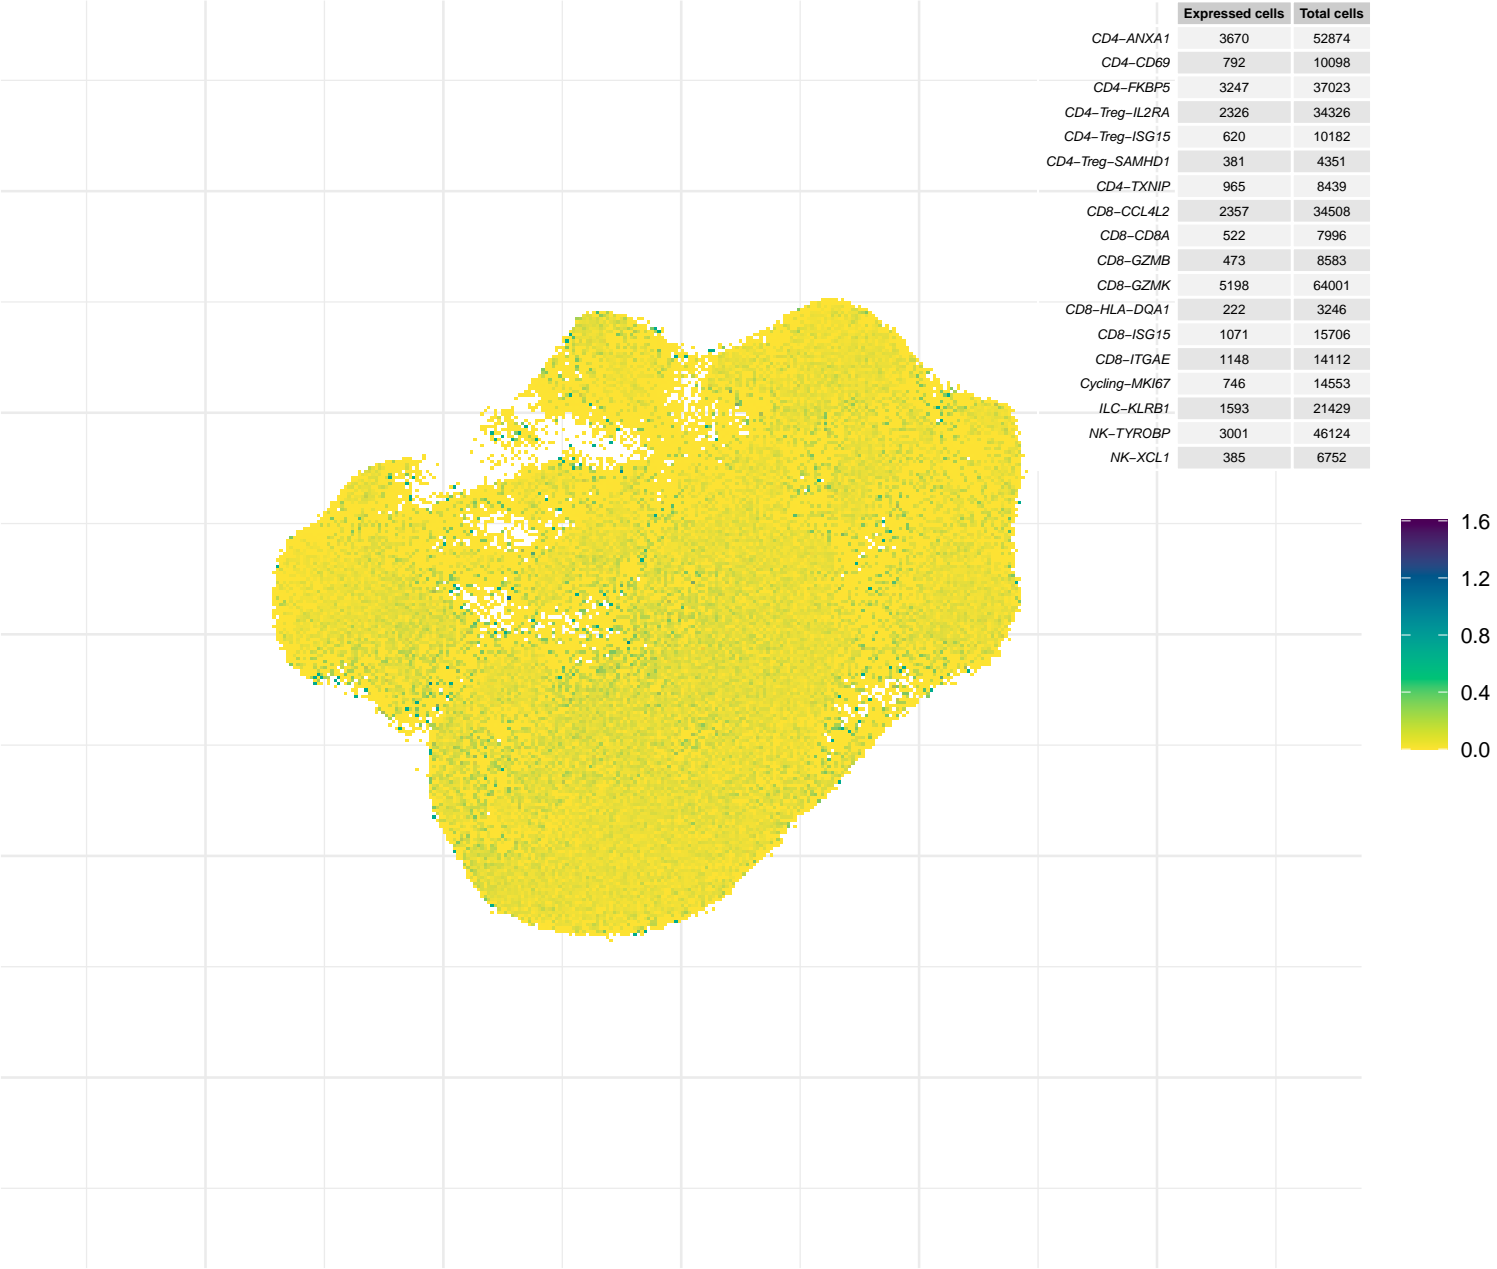 Expressed cells Total cells
CD4−ANXA1 3670 52874
CD4−CD69 792 10098
CD4−FKBP5 3247 37023
CD4−Treg−IL2RA 2326 34326
CD4−Treg−ISG15 620 10182
CD4−Treg−SAMHD1 381 4351
CD4−TXNIP 965 8439
CD8−CCL4L2 2357 34508
CD8−CD8A 522 7996
CD8−GZMB 473 8583
CD8−GZMK 5198 64001
CD8−HLA−DQA1 222 3246
CD8−ISG15 1071 15706
CD8−ITGAE 1148 14112
Cycling−MKI67 746 14553
ILC−KLRB1 1593 21429
NK−TYROBP 3001 46124
NK−XCL1 385 6752
1.6
1.2
0.8
0.4
0.0